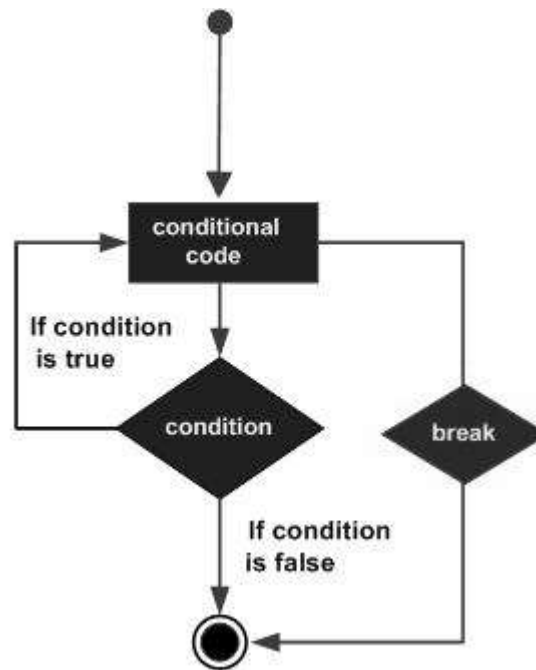 conditional
code
If condition
is true
condition
break
If condition
is false